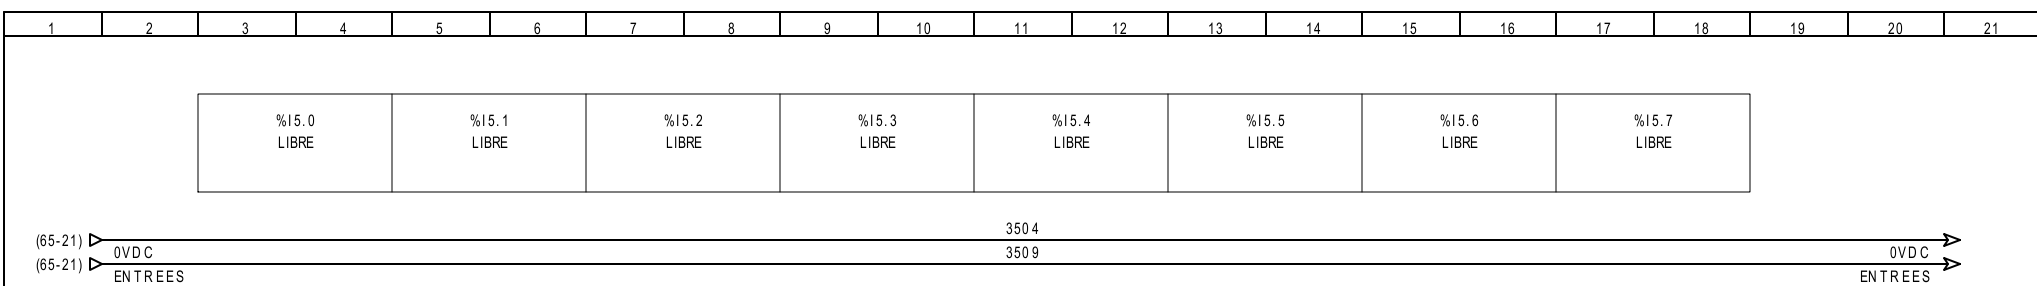 1 2 3 4 5 6 7 8 9 10 11 12 13 14 15 16 17 18 19 20 21
%I5.0 %I5.1 %I5.2 %I5.3 %I5.4 %I5.5 %I5.6 %I5.7
LIBRE LIBRE LIBRE LIBRE LIBRE LIBRE LIBRE LIBRE
3504
(65-21)
0VDC 3509 0VDC
(65-21)
ENTREES ENTREES